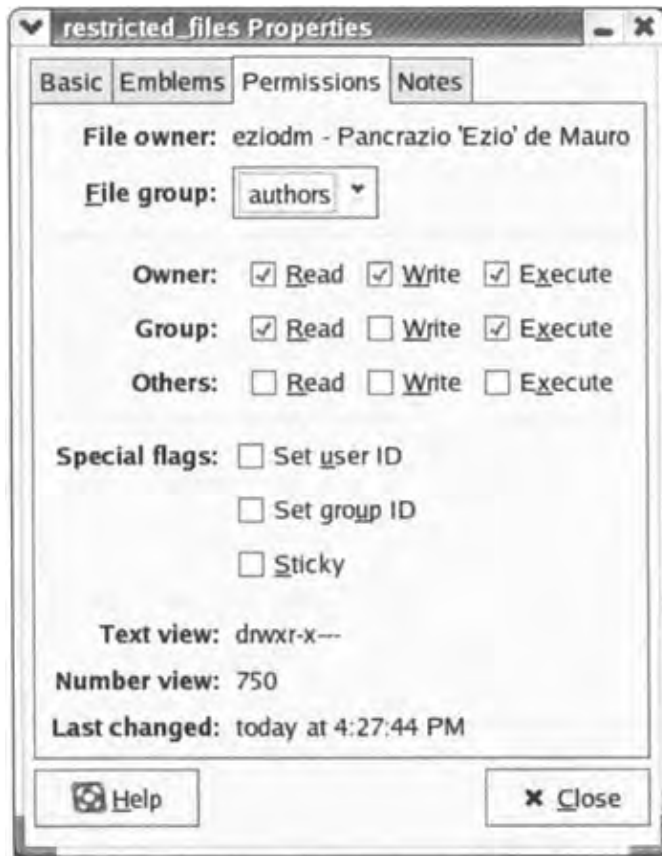 restricted_files Properties
Basic Emblems Permissions Notes
File owner: eziodm - Pancrazio 'Ezio' de Mauro
File group: authors
Owner: Read Write Execute
Group: Read Write Execute
Others: Read Write Execute
Special flags: Set user ID
Set group ID
Sticky
Text view: drwxr-x---
Number view: 750
Last changed: today at 4:27:44 PM
Help Close